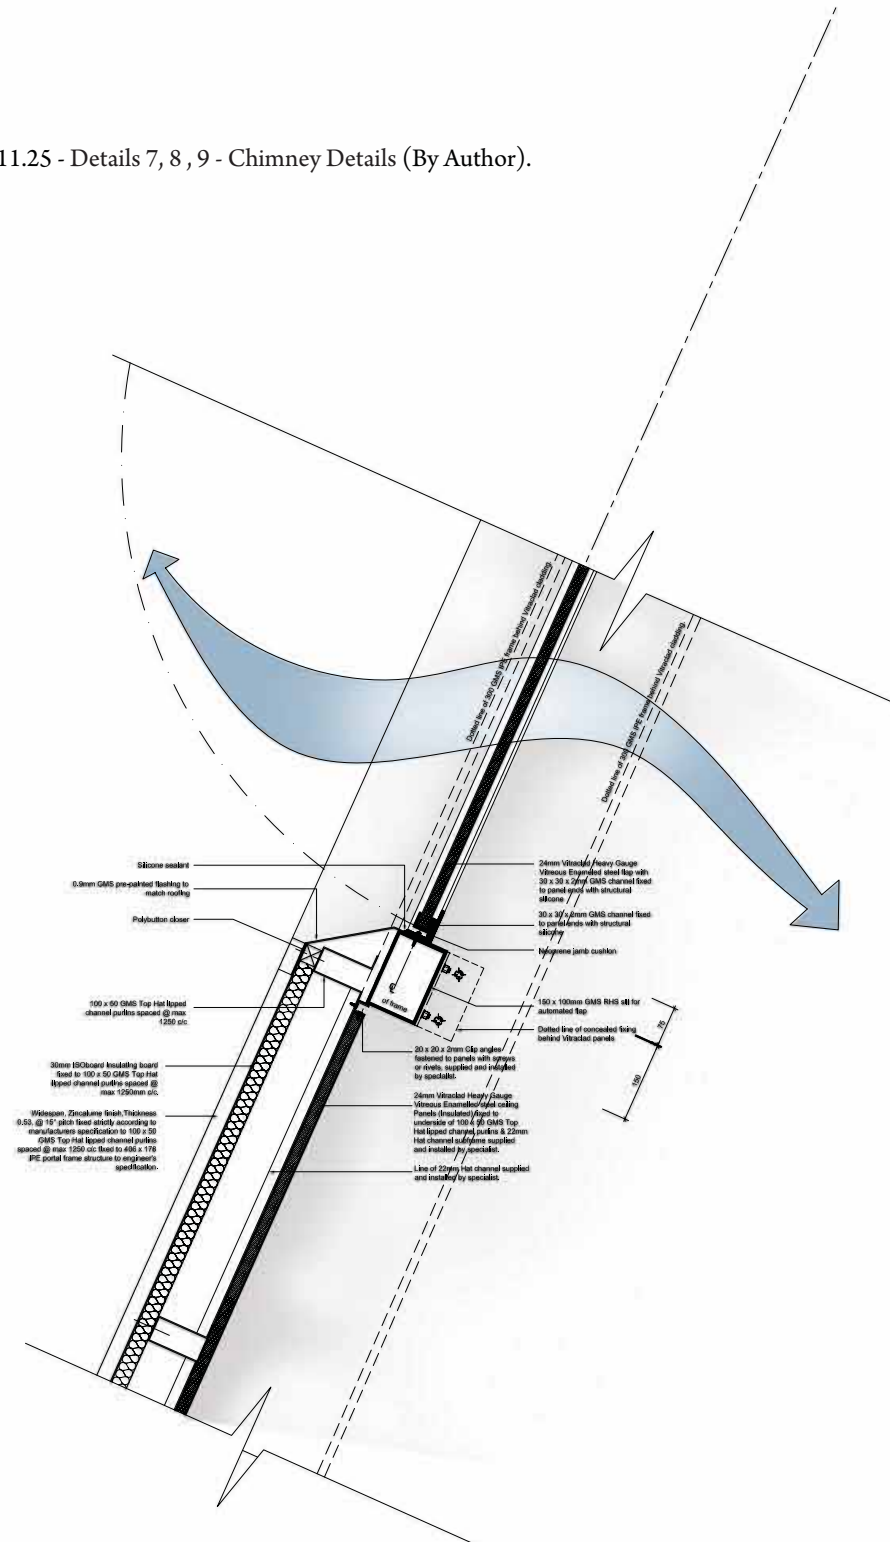 11.25 - Details 7, 8 , 9 - Chimney Details (By Author).
Dotted line of 300 GMS IPE frame behind Vitraclad cladding.
Dotted line of 300 GMS IPE frame behind Vitraclad cladding.
Silicone sealant
0.9mm GMS pre-painted flashing to
match roofing
Polybutton closer
100 x 50 GMS Top Hat lipped
channel purlins spaced @ max
1250 c/c
30mm ISOboard insulating board
fixed to 100 x 50 GMS Top Hat
lipped channel purlins spaced @
max 1250mm c/c.
Widespan, Zincalume finish, Thickness
0.53, @ 15° pitch fixed strictly according to
manufacturers specification to 100 x 50
GMS Top Hat lipped channel purlins
spaced @ max 1250 c/c fixed to 406 x 178
IPE portal frame structure to engineer's
specification.
24mm Vitraclad Heavy Gauge
Vitreous Enamelled steel flap with
30 x 30 x 2mm GMS channel fixed
to panel ends with structural
silicone
30 x 30 x 2mm GMS channel fixed
to panel ends with structural
silicone
Neoprene jamb cushion
150 x 100mm GMS RHS sill for
automated flap
Dotted line of concealed fixing
behind Vitraclad panels
of frame
75
150
20 x 20 x 2mm Clip angles
fastened to panels with screws
or rivets, supplied and installed
by specialist.
24mm Vitraclad Heavy Gauge
Vitreous Enamelled steel ceiling
Panels (Insulated) fixed to
underside of 100 x 50 GMS Top
Hat lipped channel purlins & 22mm
Hat channel subframe supplied
and installed by specialist.
Line of 22mm Hat channel supplied
and installed by specialist.